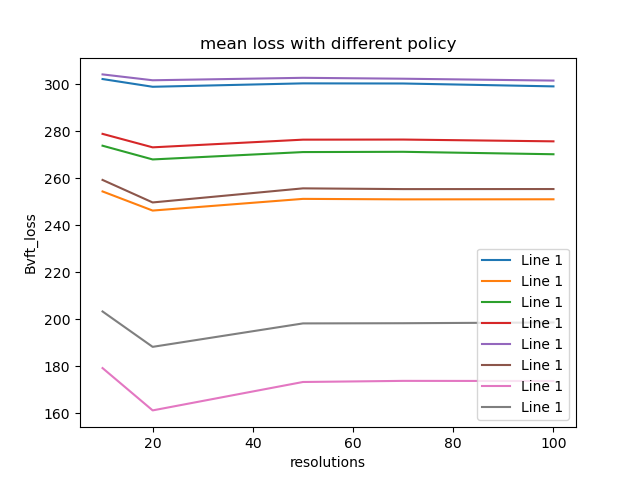 mean loss with different policy
300
280
260
240
220
200
180
160
Bvft_loss
Line 1
Line 1
Line 1
Line 1
Line 1
Line 1
Line 1
Line 1
20
40
60
80
100
resolutions